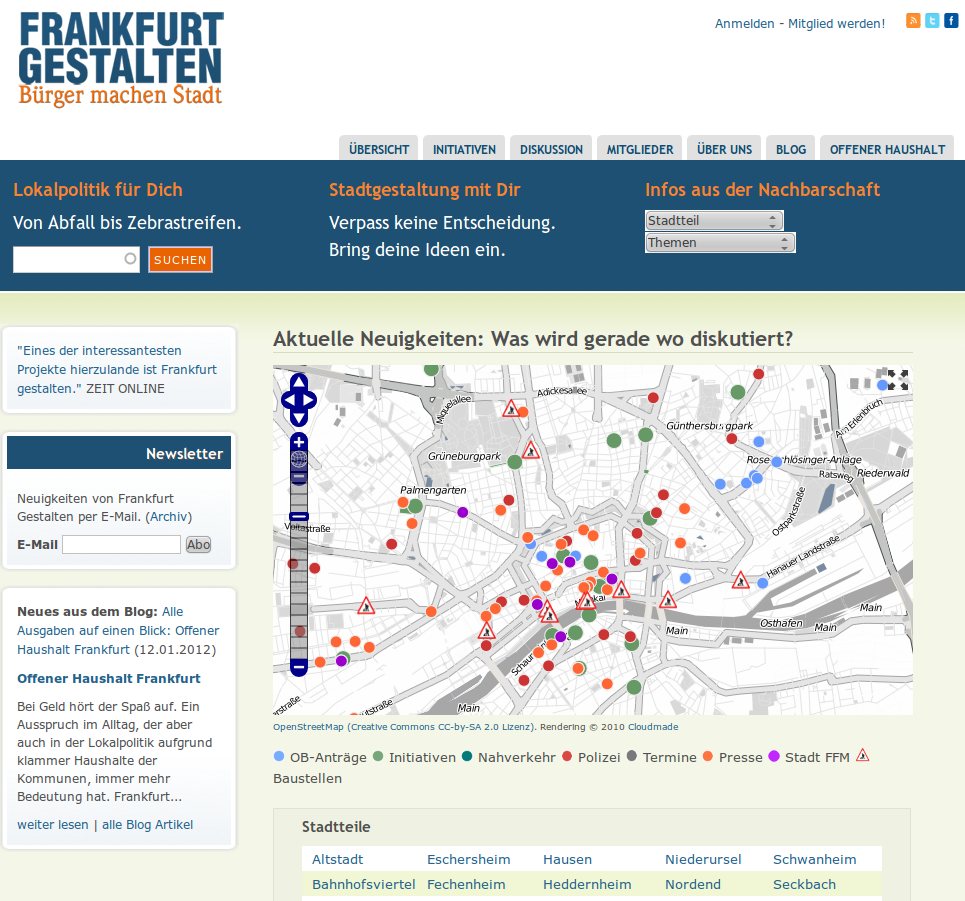 FRANKFURT
GESTALTEN
Bürger machen Stadt
Anmelden - Mitglied werden!
ÜBERSICHT
INITIATIVEN
DISKUSSION
MITGLIEDER
ÜBER UNS
BLOG
OFFENER HAUSHALT
Lokalpolitik für Dich
Von Abfall bis Zebrastreifen.
SUCHEN
Stadtgestaltung mit Dir
Verpass keine Entscheidung.
Bring deine Ideen ein.
Infos aus der Nachbarschaft
Stadtteil
Themen
"Eines der interessantesten
Projekte hierzulande ist Frankfurt
gestalten." ZEIT ONLINE
Newsletter
Neuigkeiten von Frankfurt
Gestalten per E-Mail. (Archiv)
E-Mail
Abo
Neues aus dem Blog: Alle
Ausgaben auf einen Blick: Offener
Haushalt Frankfurt (12.01.2012)
Offener Haushalt Frankfurt
Bei Geld hört der Spaß auf. Ein
Ausspruch im Alltag, der aber
auch in der Lokalpolitik aufgrund
klammer Haushalte der
Kommunen, immer mehr
Bedeutung hat. Frankfurt...
weiter lesen | alle Blog Artikel
Aktuelle Neuigkeiten: Was wird gerade wo diskutiert?
Miquelallee
Adickesallee
Günthersburgpark
Am Erlenbruch
Grüneburgpark
Ratsweg
Riederwald
Palmengarten
Ostparkstraße
Hanauer Landstraße
Main
Osthafen
Main
Main
Main
OpenStreetMap (Creative Commons CC-by-SA 2.0 Lizenz). Rendering © 2010 Cloudmade
OB-Anträge Initiativen Nahverkehr Polizei Termine Presse Stadt FFM
Baustellen
Stadtteile
Altstadt Eschersheim Hausen Niederursel Schwanheim
Bahnhofsviertel Fechenheim Heddernheim Nordend Seckbach